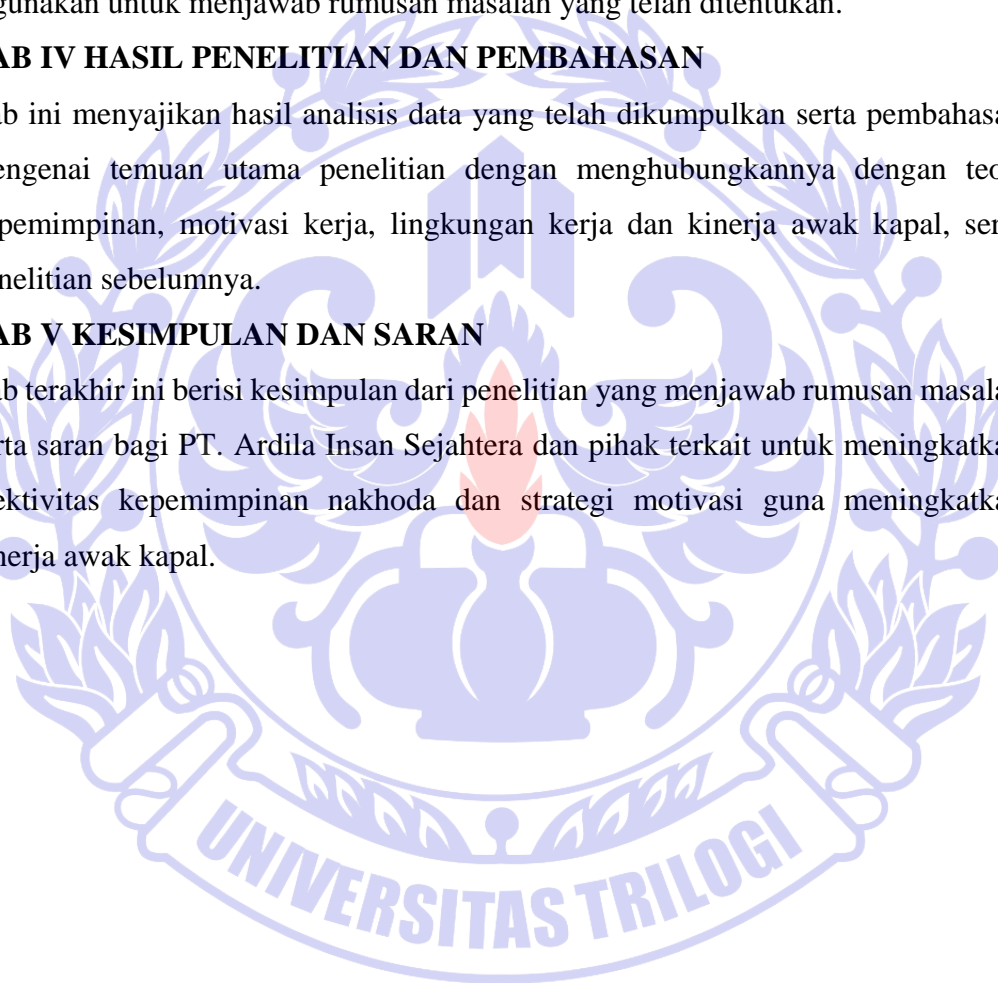 gunakan untuk menjawab rumusan masalah yang telah ditentukan.
AB IV HASIL PENELITIAN DAN PEMBAHASAN
ab ini menyajikan hasil analisis data yang telah dikumpulkan serta pembahasa
engenai temuan utama penelitian dengan menghubungkannya dengan teo
pemimpinan, motivasi kerja, lingkungan kerja dan kinerja awak kapal, ser
nelitian sebelumnya.
AB V KESIMPULAN DAN SARAN
ab terakhir ini berisi kesimpulan dari penelitian yang menjawab rumusan masala
rta saran bagi PT. Ardila Insan Sejahtera dan pihak terkait untuk meningkatka
ektivitas kepemimpinan nakhoda dan strategi motivasi guna meningkatka
nerja awak kapal.
UNIVERSITAS TRILOGI